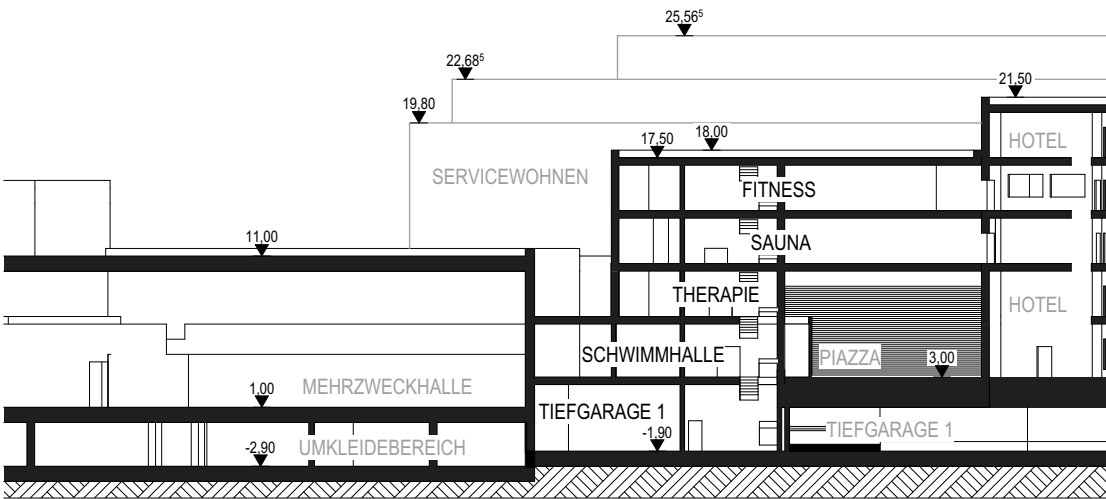 25,56⁵
22,68⁵
21,50
19,80
18,00
17,50
HOTEL
SERVICEWOHNEN
FITNESS
11,00
SAUNA
THERAPIE
HOTEL
SCHWIMMHALLE
PIAZZA
3,00
MEHRZWECKHALLE
1,00
TIEFGARAGE 1
-1,90
TIEFGARAGE 1
UMKLEIDEBEREICH
-2,90